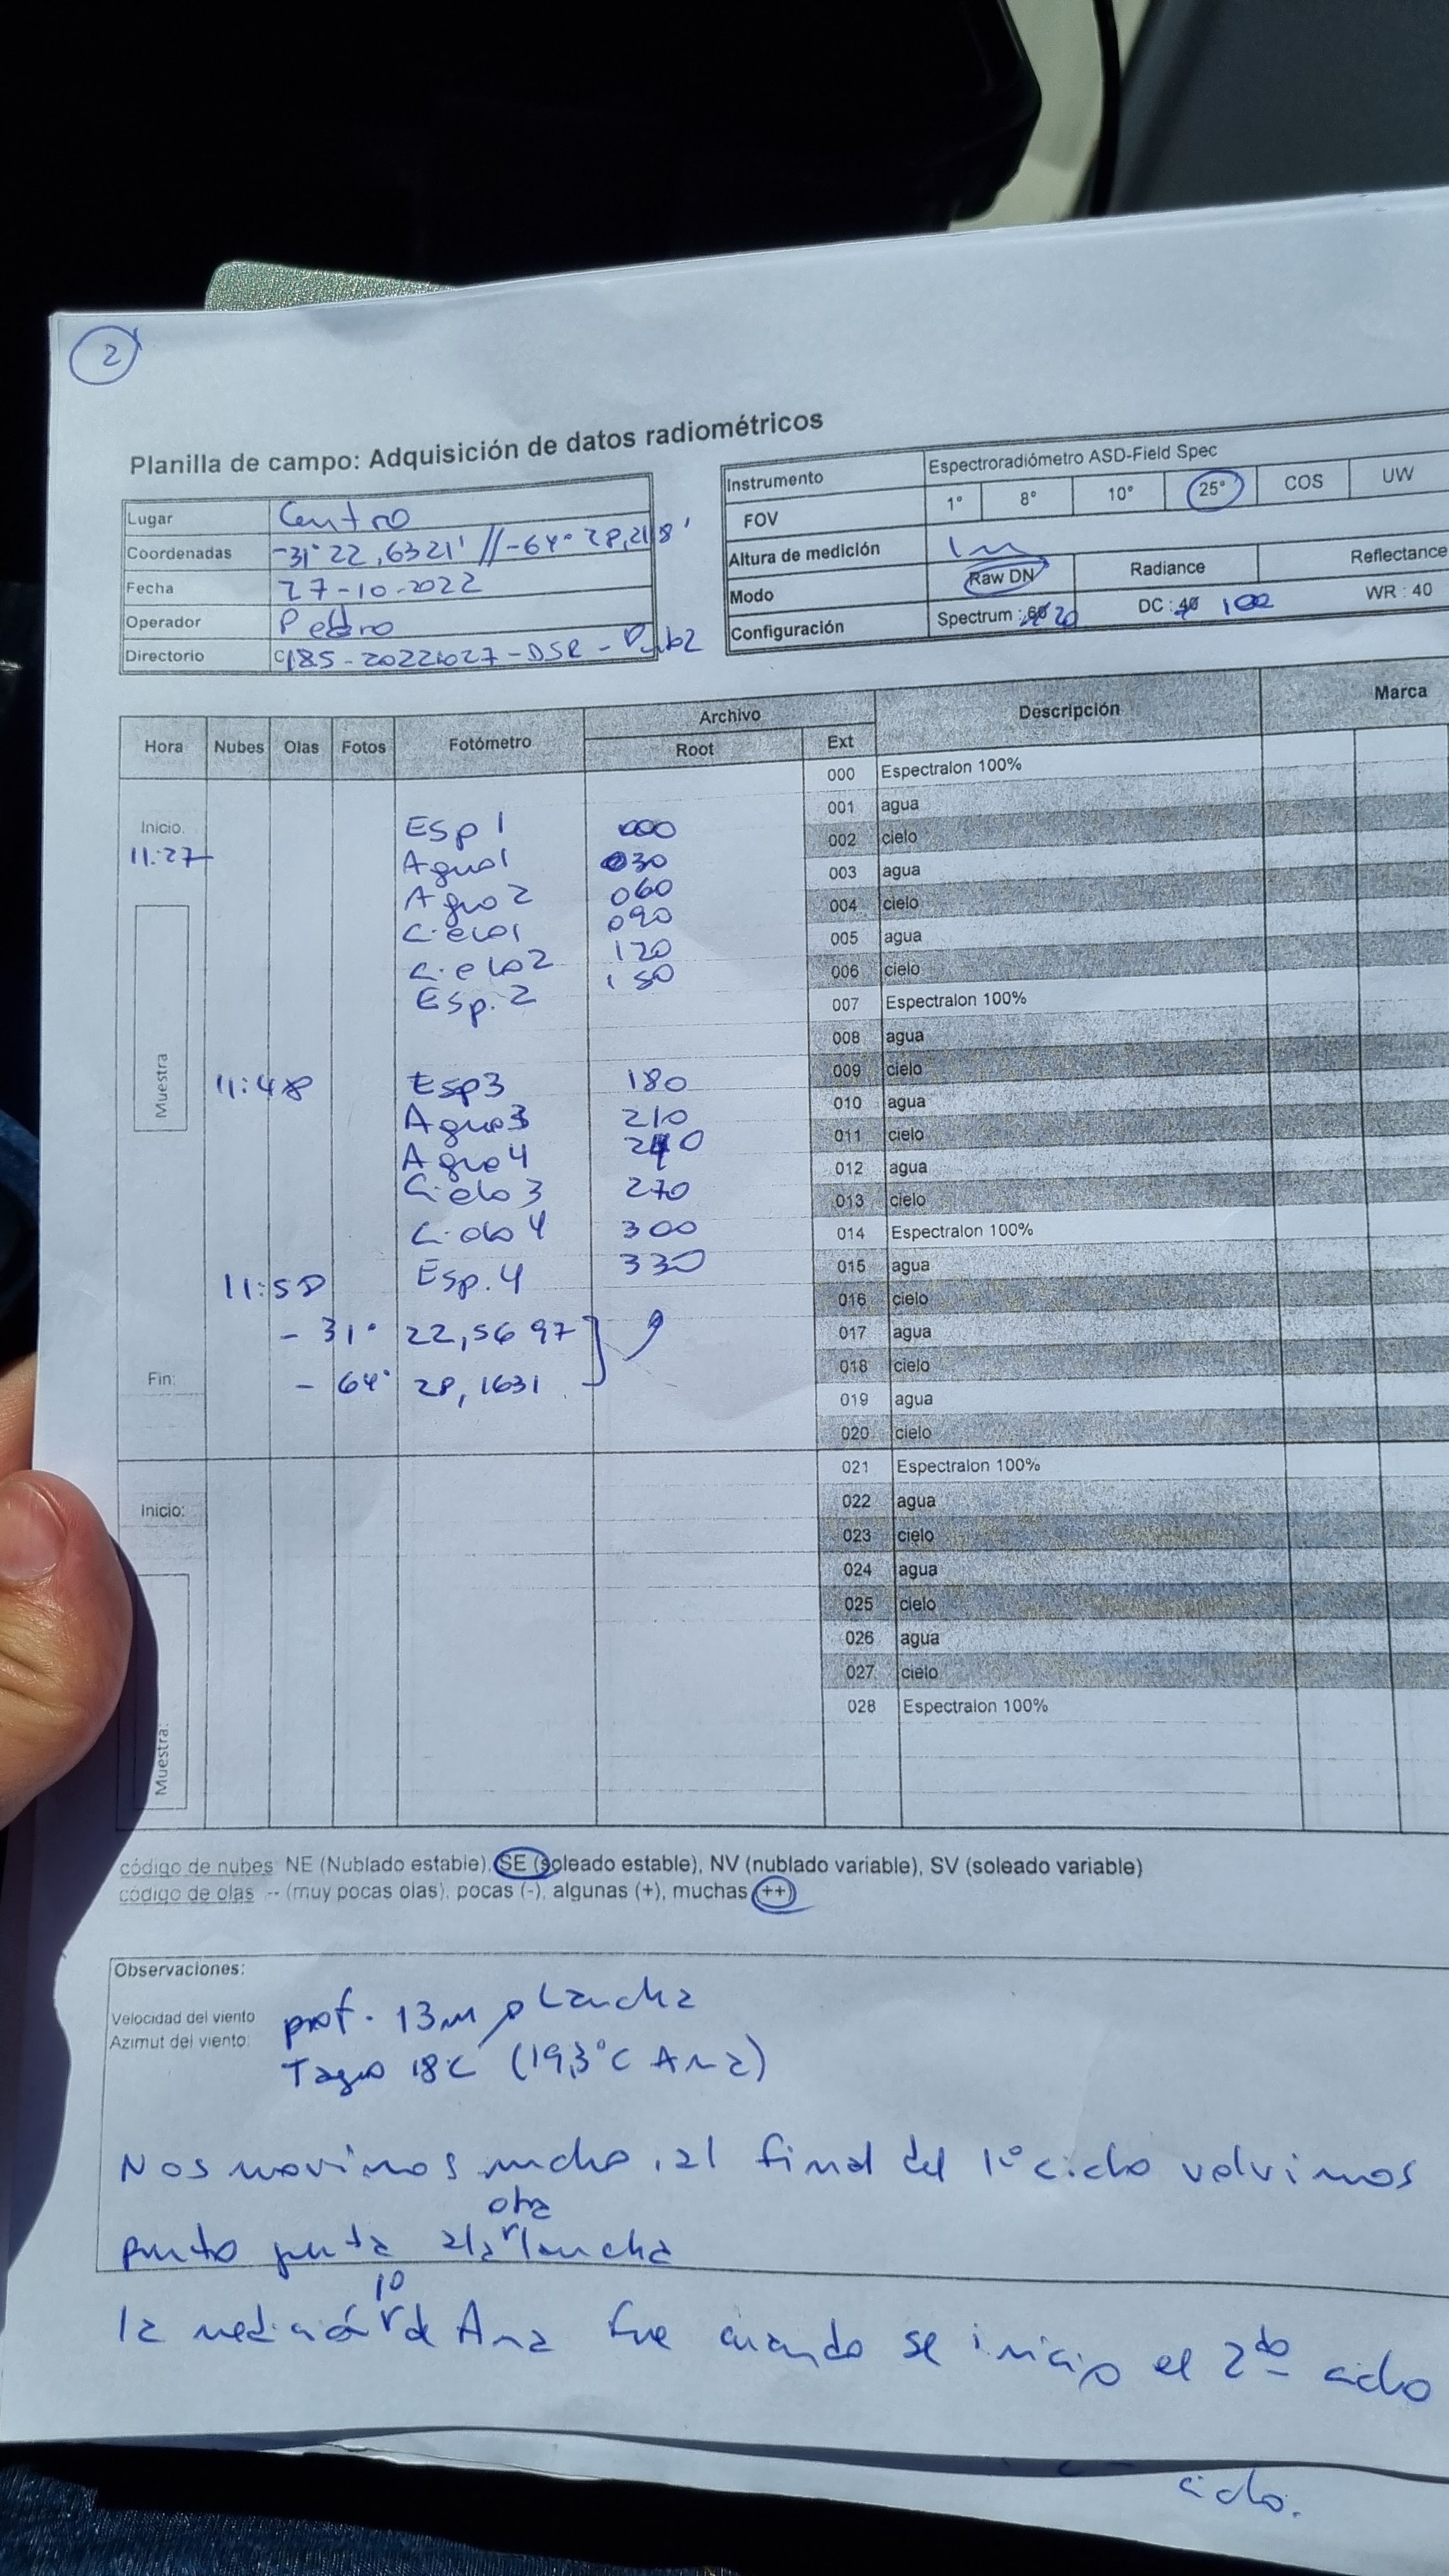 2
Planilla de campo: Adquisición de datos radiométricos
Lugar Centro
Coordenadas -31° 22,6321' // -64° 28,2118'
Fecha 27-10-2022
Operador Pedro
Directorio 20221027-DSR-
Instrumento Espectroradiómetro ASD-Field Spec
FOV 1° 8° 10° 25° COS UW
Altura de medición 1m
Modo Raw DN Radiance Reflectance
Configuración Spectrum : 20 DC : 40 100 WR : 40
Hora Nubes Olas Fotos Fotómetro Archivo Root Ext Descripción Marca
000 Espectralon 100%
Inicio. Esp 1 000 001 agua
11:27 Agua1 030 002 cielo
Agua 2 060 003 agua
Cielo1 090 004 cielo
Cielo2 120 005 agua
Esp. 2 150 006 cielo
007 Espectralon 100%
008 agua
Muestra 11:48 Esp3 180 009 cielo
Agua3 210 010 agua
Agua4 240 011 cielo
Cielo3 270 012 agua
013 cielo
Cielo4 300 014 Espectralon 100%
11:58 Esp.4 330 015 agua
016 cielo
- 31° 22,5697 017 agua
Fin: - 64° 28,1631 018 cielo
019 agua
020 cielo
021 Espectralon 100%
Inicio: 022 agua
023 cielo
024 agua
025 cielo
026 agua
027 cielo
Muestra: 028 Espectralon 100%
código de nubes NE (Nublado estable), SE (soleado estable), NV (nublado variable), SV (soleado variable)
código de olas -- (muy pocas olas), pocas (-), algunas (+), muchas (++)
Observaciones:
Velocidad del viento prof. 13m lancha
Azimut del viento: Tagua 18C (19,3°C Ana)
Nos movimos mucho, al final del 1° ciclo volvimos
punto junta a la otra lancha
la medición de Ana fue cuando se inicio el 2do ciclo
ciclo.